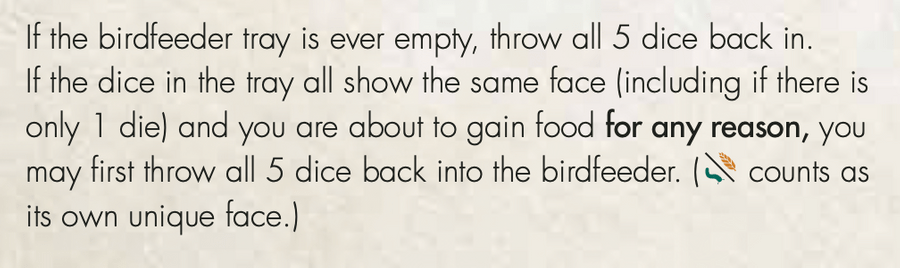 If the birdfeeder tray is ever empty, throw all 5 dice back in.
If the dice in the tray all show the same face (including if there is
only 1 die) and you are about to gain food for any reason, you
may first throw all 5 dice back into the birdfeeder. ( counts as
its own unique face.)